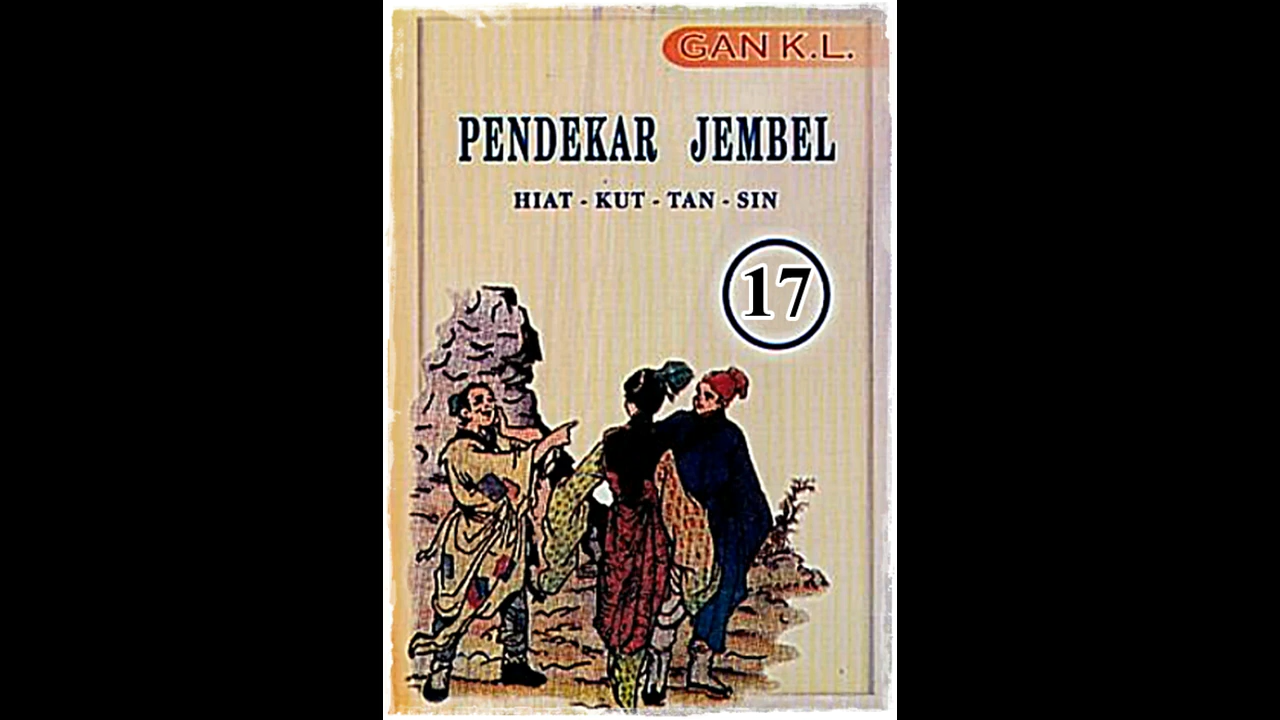 GAN K.L.
PENDEKAR JEMBEL
HIAT - KUT - TAN - SIN
17